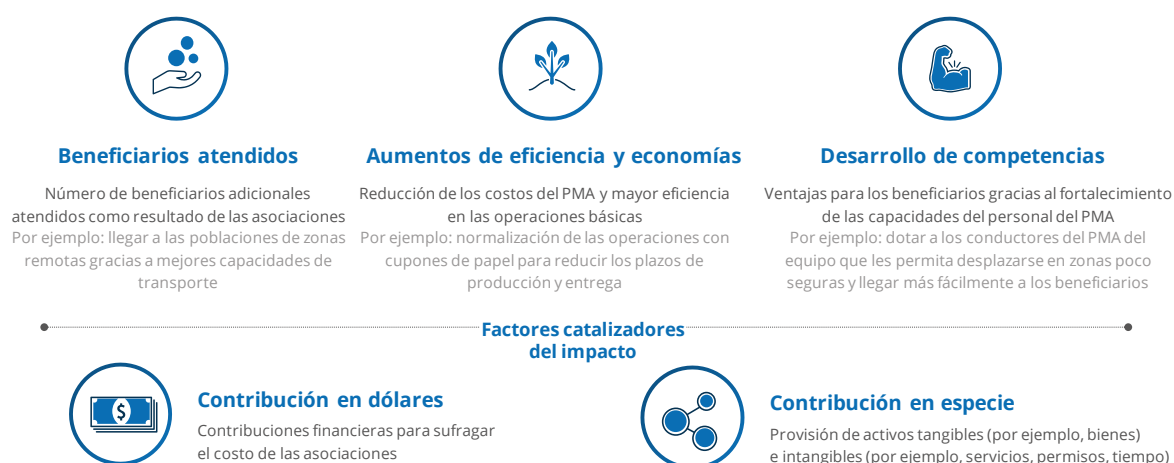 Beneficiarios atendidos
Número de beneficiarios adicionales
atendidos como resultado de las asociaciones
Por ejemplo: llegar a las poblaciones de zonas
remotas gracias a mejores capacidades de
transporte
Aumentos de eficiencia y economías
Reducción de los costos del PMA y mayor eficiencia
en las operaciones básicas
Por ejemplo: normalización de las operaciones con
cupones de papel para reducir los plazos de
producción y entrega
Desarrollo de competencias
Ventajas para los beneficiarios gracias al fortalecimiento
de las capacidades del personal del PMA
Por ejemplo: dotar a los conductores del PMA del
equipo que les permita desplazarse en zonas poco
seguras y llegar más fácilmente a los beneficiarios
Factores catalizadores
del impacto
$
Contribución en dólares
Contribuciones financieras para sufragar
el costo de las asociaciones
Contribución en especie
Provisión de activos tangibles (por ejemplo, bienes)
e intangibles (por ejemplo, servicios, permisos, tiempo)